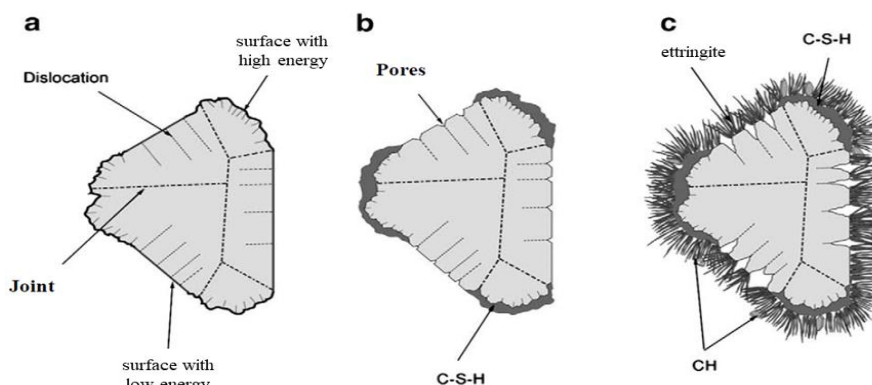 a
surface with
high energy
Dislocation
Joint
surface with
low energy
b
Pores
C-S-H
c
ettringite
C-S-H
CH